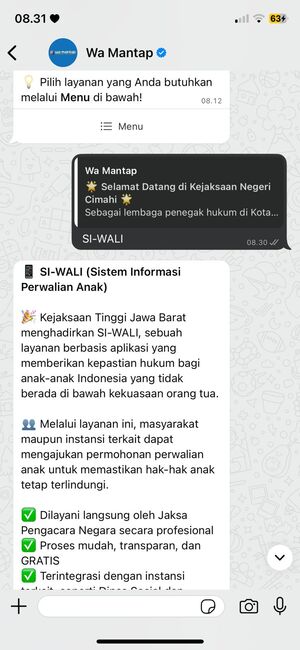 08.31
63
Wa Mantap
💡 Pilih layanan yang Anda butuhkan
melalui Menu di bawah!
08.12
Menu
Wa Mantap
🌟 Selamat Datang di Kejaksaan Negeri
Cimahi 🌟
Sebagai lembaga penegak hukum di Kota...
SI-WALI
08.30
📱 SI-WALI (Sistem Informasi
Perwalian Anak)
🎉 Kejaksaan Tinggi Jawa Barat
menghadirkan SI-WALI, sebuah
layanan berbasis aplikasi yang
memberikan kepastian hukum bagi
anak-anak Indonesia yang tidak
berada di bawah kekuasaan orang tua.
👥 Melalui layanan ini, masyarakat
maupun instansi terkait dapat
mengajukan permohonan perwalian
anak untuk memastikan hak-hak anak
tetap terlindungi.
✅ Dilayani langsung oleh Jaksa
Pengacara Negara secara profesional
✅ Proses mudah, transparan, dan
GRATIS
✅ Terintegrasi dengan instansi
terkait, seperti Dinas Sosial dan